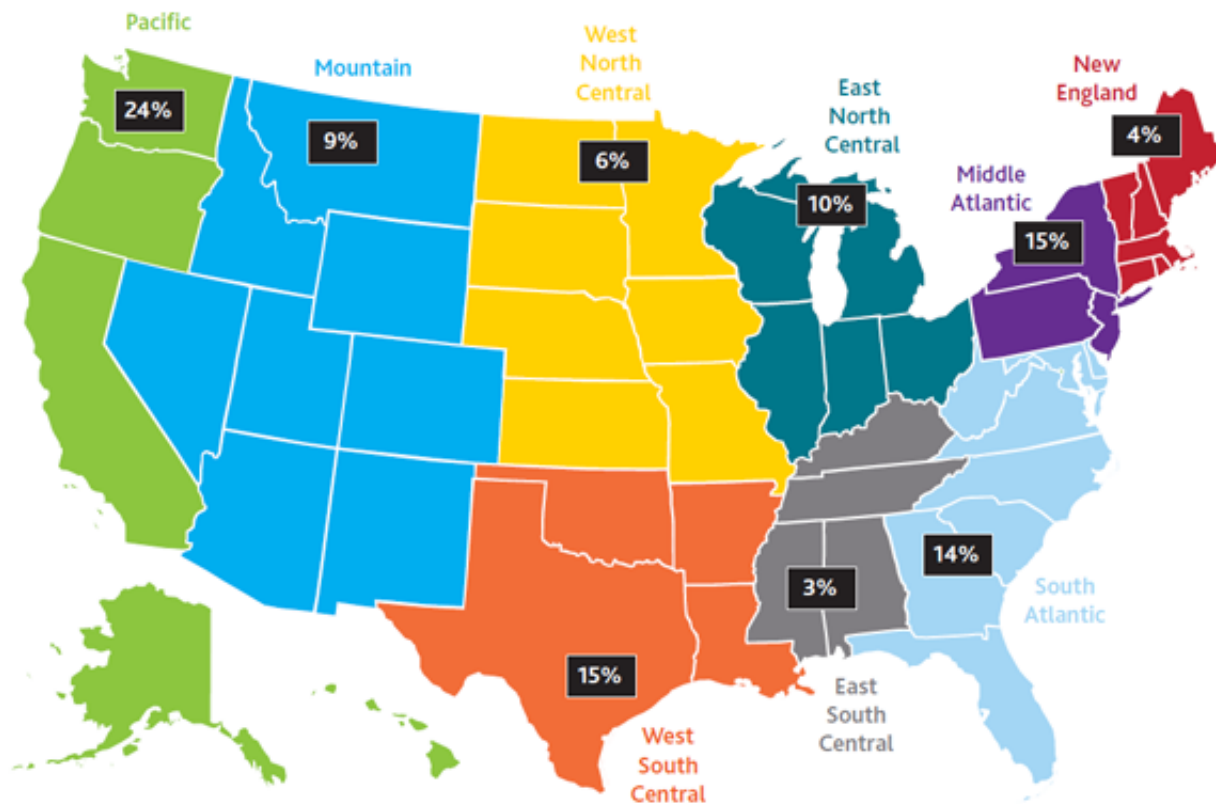 Pacific
24%
Mountain
9%
West
North
Central
6%
East
North
Central
10%
New
England
4%
Middle
Atlantic
15%
14%
South
Atlantic
3%
East
South
Central
15%
West
South
Central